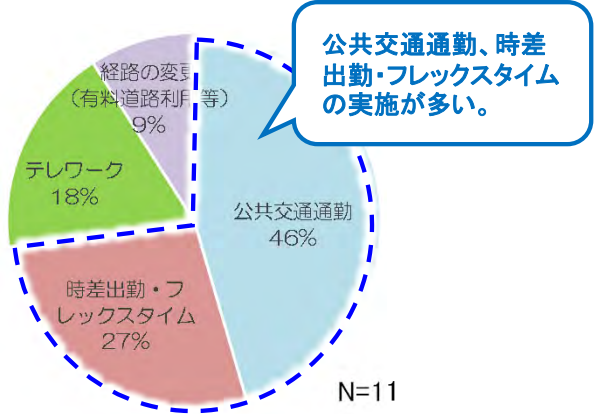 公共交通通勤、時差
出勤・フレックスタイム
の実施が多い。
経路の変更
（有料道路利用等）
9%
テレワーク
18%
公共交通通勤
46%
時差出勤・フ
レックスタイム
27%
N=11